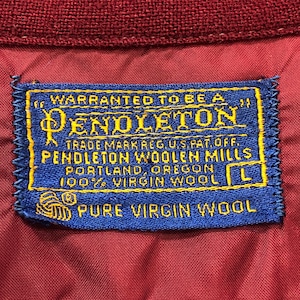 "WARRANTED TO BE A
PENDLETON"
TRADE MARK REG. U.S. PAT. OFF.
PENDLETON WOOLEN MILLS
PORTLAND, OREGON
100% VIRGIN WOOL L
PURE VIRGIN WOOL